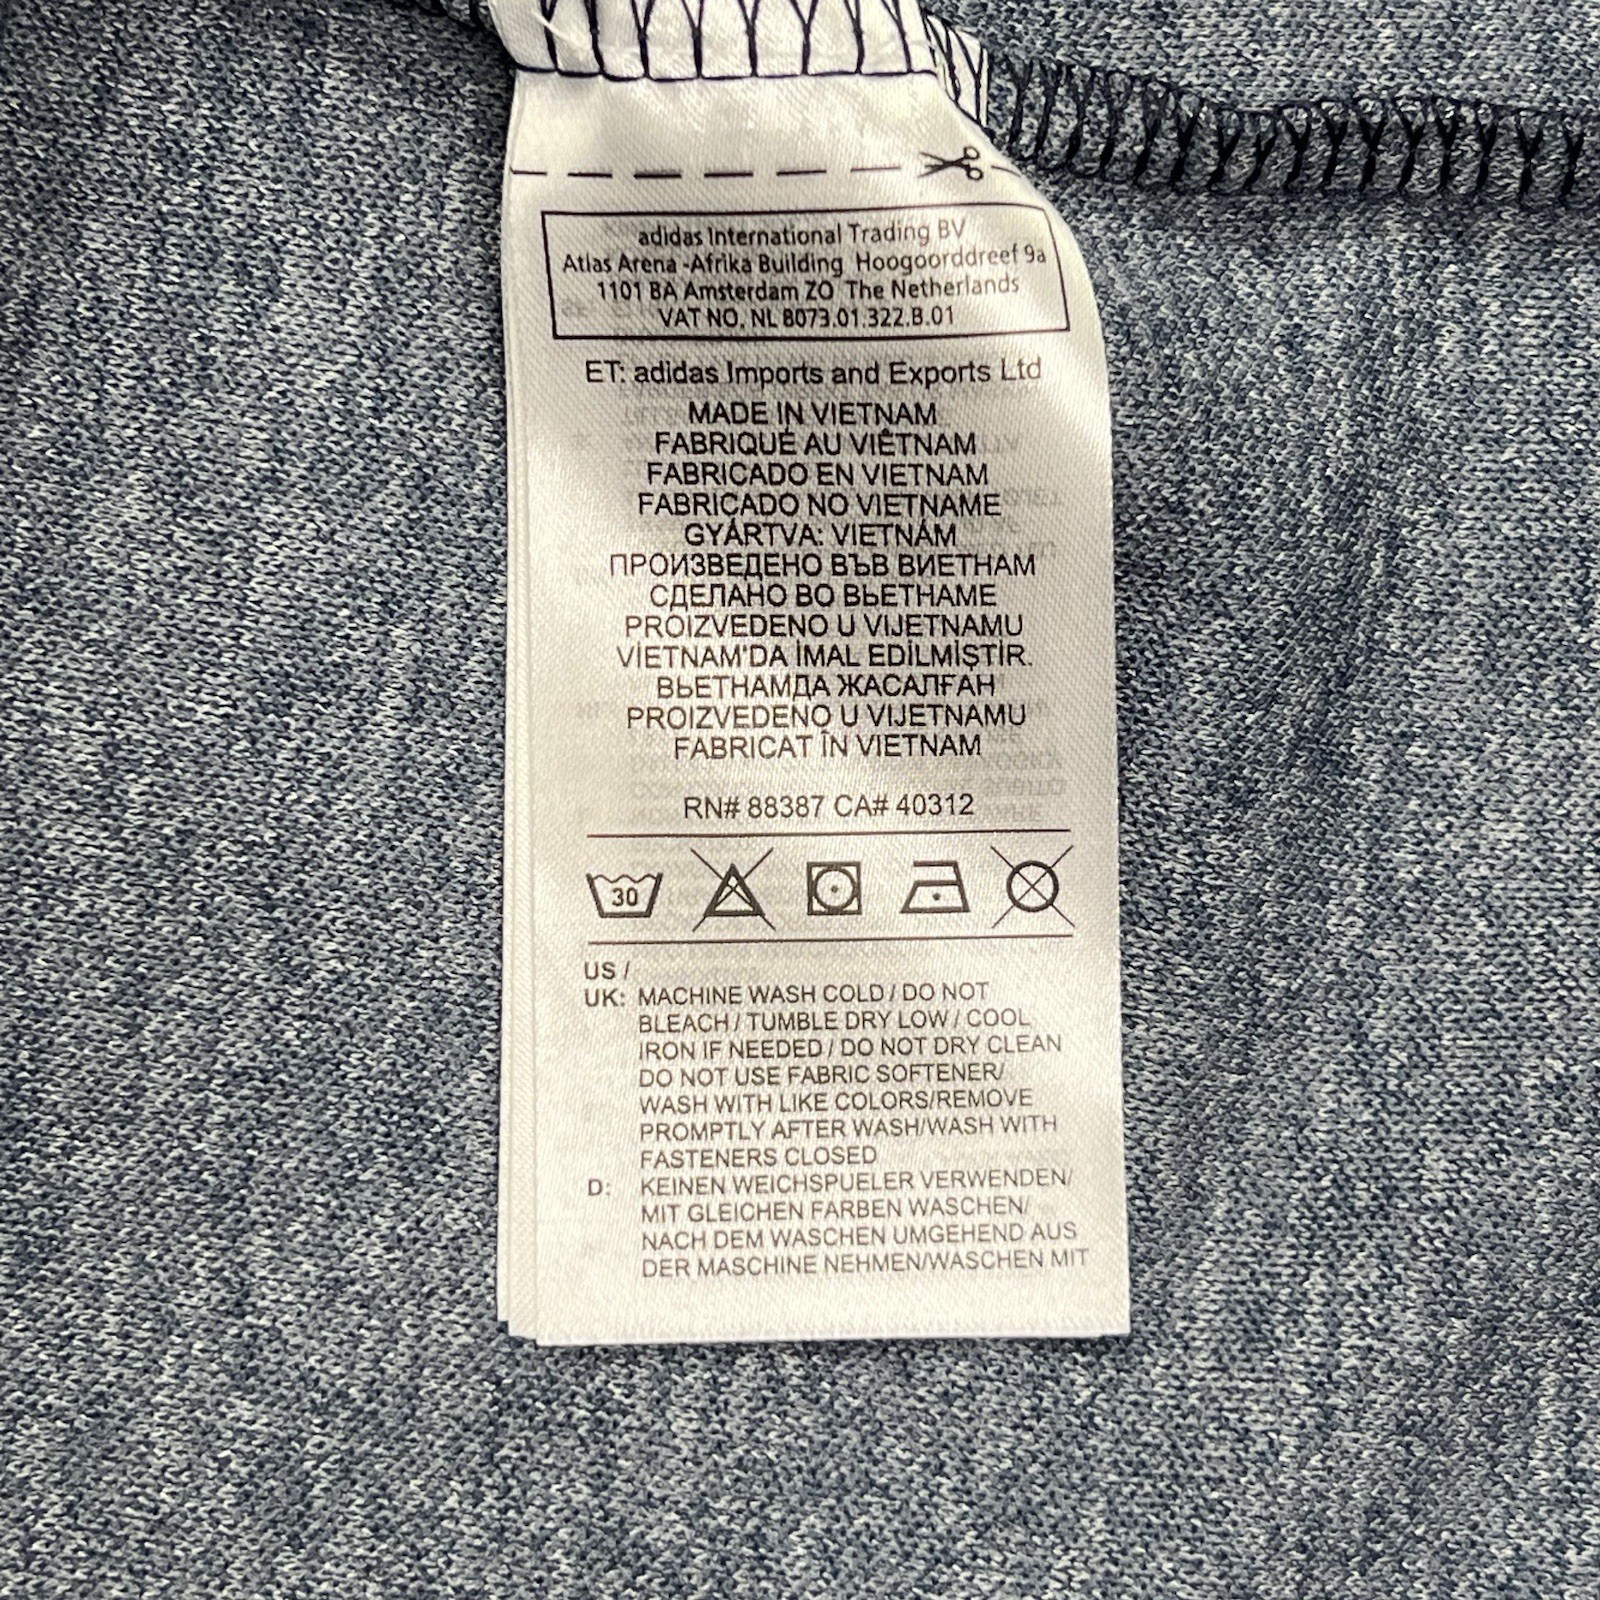 adidas International Trading BV
Atlas Arena -Afrika Building Hoogoorddreef 9a
1101 BA Amsterdam ZO The Netherlands
VAT NO. NL 8073.01.322.B.01
ET: adidas Imports and Exports Ltd
MADE IN VIETNAM
FABRIQUÉ AU VIÊTNAM
FABRICADO EN VIETNAM
FABRICADO NO VIETNAME
GYÁRTVA: VIETNÁM
ПРОИЗВЕДЕНО ВЪВ ВИЕТНАМ
СДЕЛАНО ВО ВЬЕТНАМЕ
PROIZVEDENO U VIJETNAMU
VİETNAM'DA İMAL EDİLMİŞTİR.
ВЬЕТНАМДА ЖАСАЛҒАН
PROIZVEDENO U VIJETNAMU
FABRICAT ÎN VIETNAM
RN# 88387 CA# 40312
30
US /
UK: MACHINE WASH COLD / DO NOT
BLEACH / TUMBLE DRY LOW / COOL
IRON IF NEEDED / DO NOT DRY CLEAN
DO NOT USE FABRIC SOFTENER/
WASH WITH LIKE COLORS/REMOVE
PROMPTLY AFTER WASH/WASH WITH
FASTENERS CLOSED
D: KEINEN WEICHSPUELER VERWENDEN/
MIT GLEICHEN FARBEN WASCHEN/
NACH DEM WASCHEN UMGEHEND AUS
DER MASCHINE NEHMEN/WASCHEN MIT